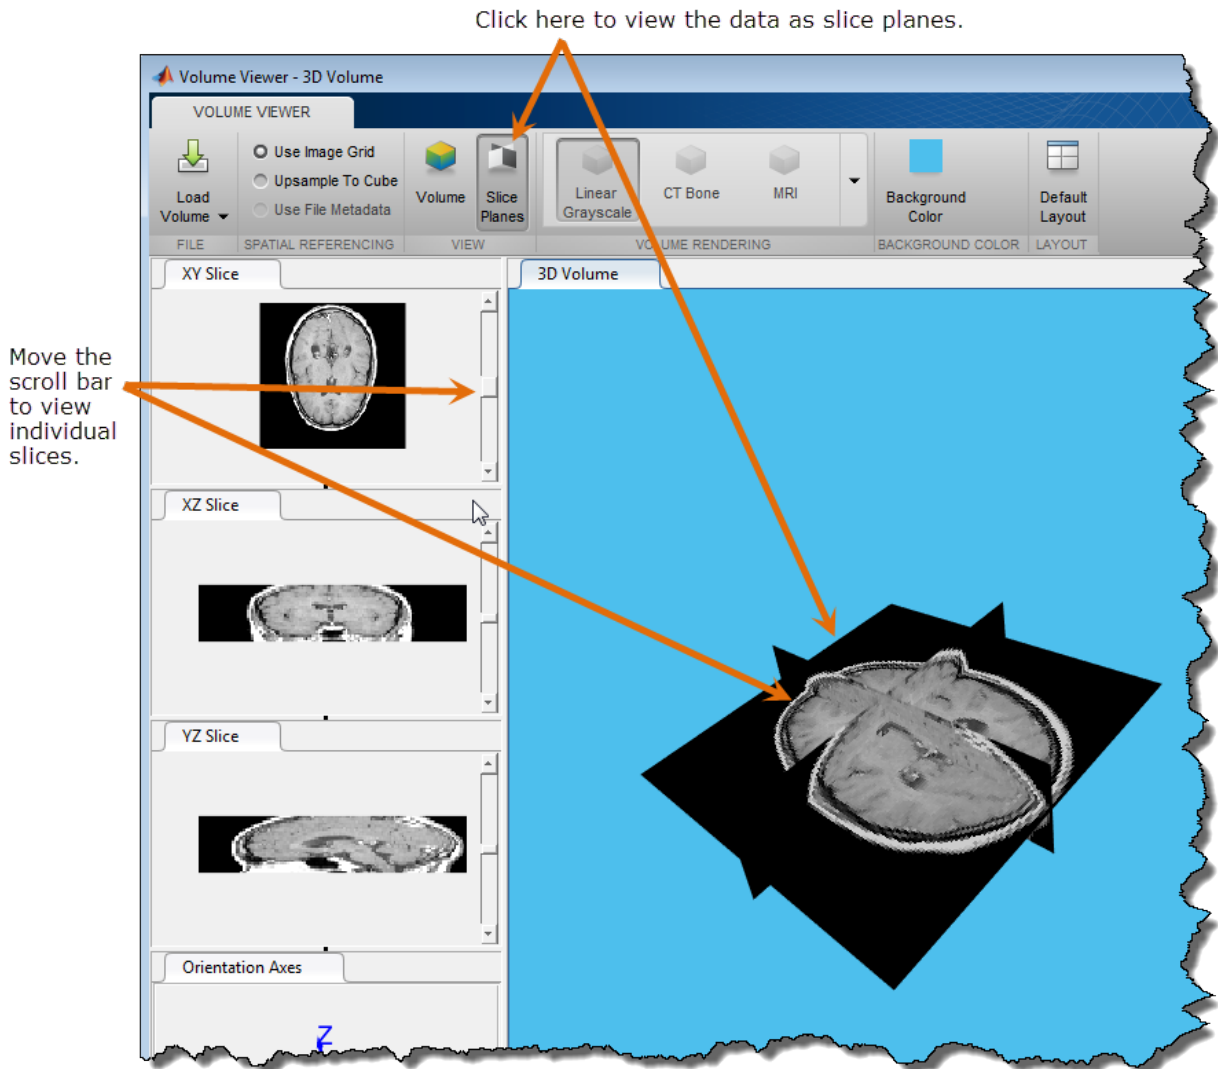 Click here to view the data as slice planes.
Volume Viewer - 3D Volume
VOLUME VIEWER
Load
Volume
Use Image Grid
Upsample To Cube
Use File Metadata
Volume
Slice
Planes
Linear
Grayscale
CT Bone
MRI
Background
Color
Default
Layout
FILE
SPATIAL REFERENCING
VIEW
VOLUME RENDERING
BACKGROUND COLOR
LAYOUT
XY Slice
3D Volume
Move the
scroll bar
to view
individual
slices.
XZ Slice
YZ Slice
Orientation Axes
Z